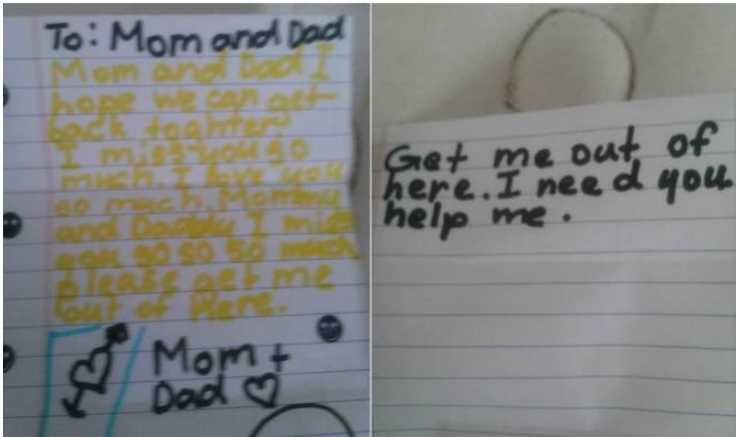 To: Mom and Dad
Mom and Dad I
hope we can get
back toghter!
I miss you so
much. I love you
so much. Mommy
and Daddy I miss
you so so so much
please get me
out of Here.
Mom +
Dad
Get me out of
here. I need you
help me.